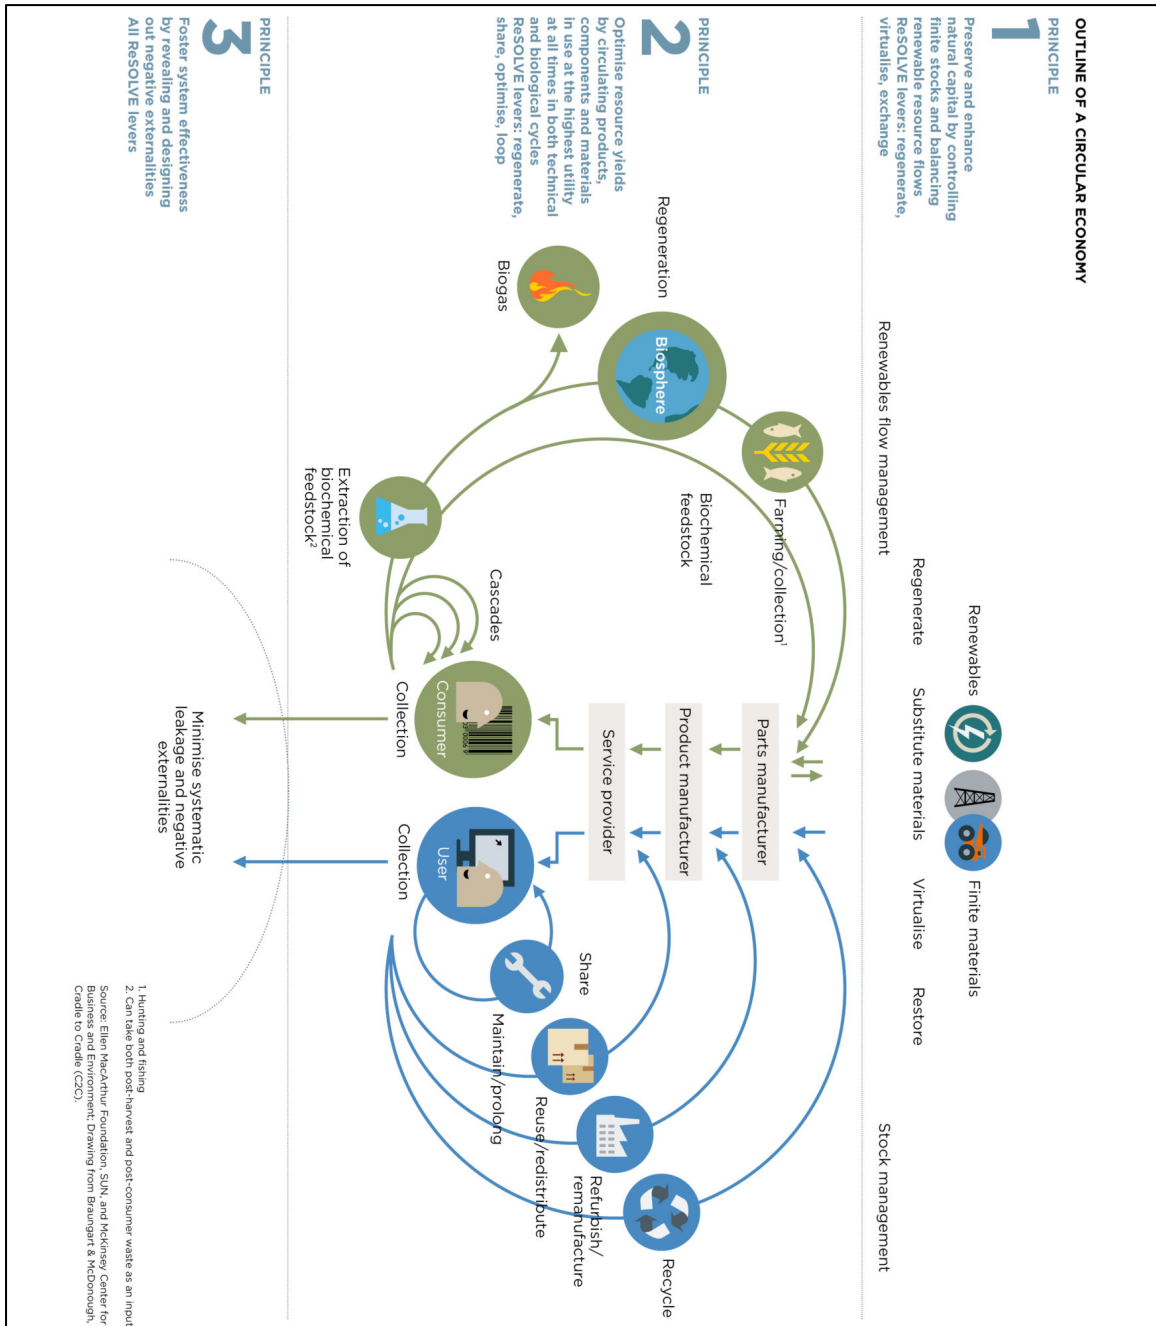 OUTLINE OF A CIRCULAR ECONOMY
PRINCIPLE
1
Preserve and enhance
natural capital by controlling
finite stocks and balancing
renewable resource flows
ReSOLVE levers: regenerate,
virtualise, exchange
Renewables
Finite materials
Regenerate
Substitute materials
Virtualise
Restore
Renewables flow management
Stock management
PRINCIPLE
2
Optimise resource yields
by circulating products,
components and materials
in use at the highest utility
at all times in both technical
and biological cycles
ReSOLVE levers: regenerate,
share, optimise, loop
Farming/collection1
Parts manufacturer
Biochemical
feedstock
Product manufacturer
Regeneration
Biosphere
Service provider
Recycle
Refurbish/
remanufacture
Share
Reuse/redistribute
Biogas
Cascades
Maintain/prolong
Consumer
User
Collection
Collection
Extraction of
biochemical
feedstock2
PRINCIPLE
3
Foster system effectiveness
by revealing and designing
out negative externalities
All ReSOLVE levers
Minimise systematic
leakage and negative
externalities
1. Hunting and fishing
2. Can take both post-harvest and post-consumer waste as an input
Source: Ellen MacArthur Foundation, SUN, and McKinsey Center for
Business and Environment; Drawing from Braungart & McDonough,
Cradle to Cradle (C2C).